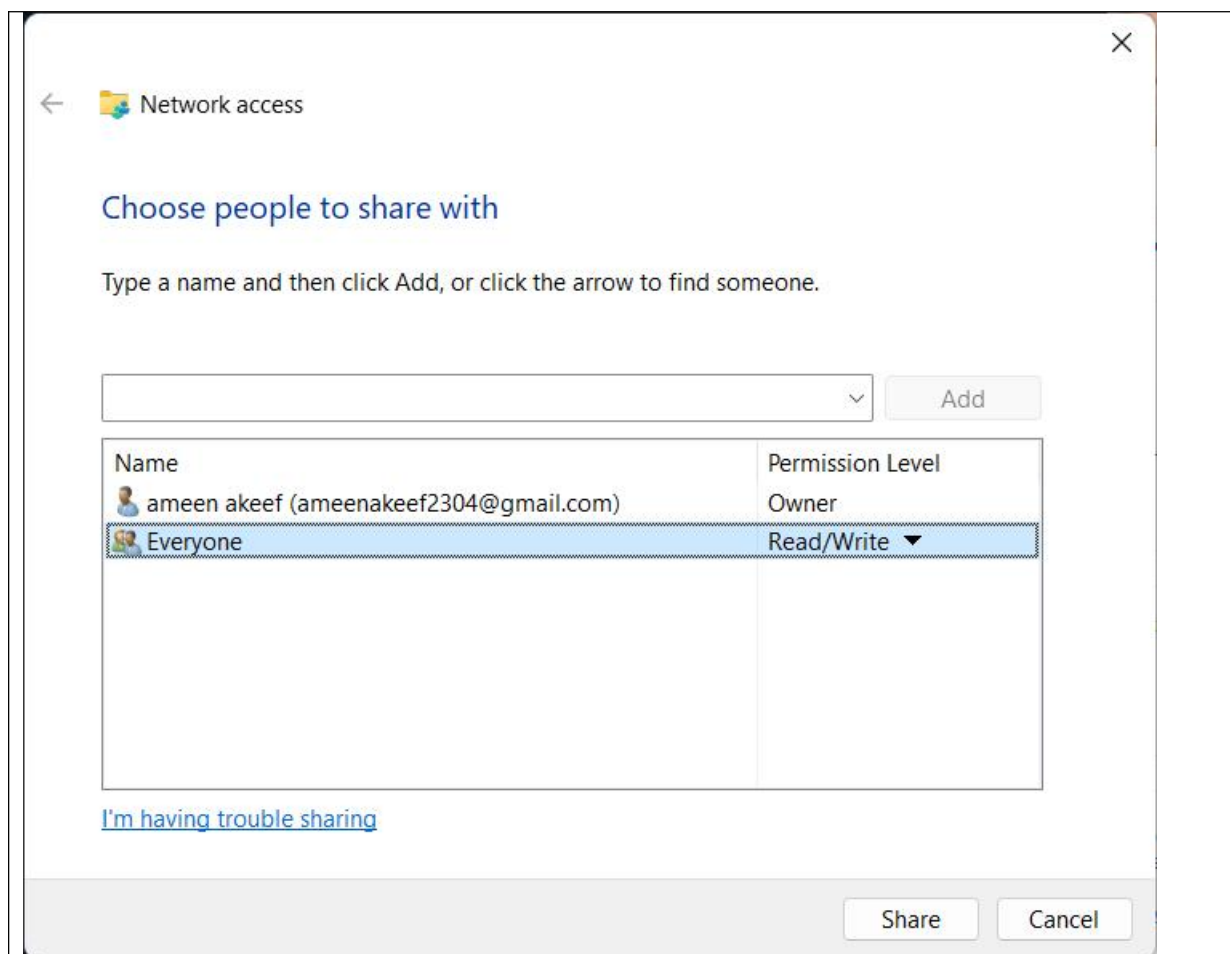 Network access
Choose people to share with
Type a name and then click Add, or click the arrow to find someone.
Add
Name Permission Level
ameen akeef (ameenakeef2304@gmail.com) Owner
Everyone Read/Write
I'm having trouble sharing
Share Cancel